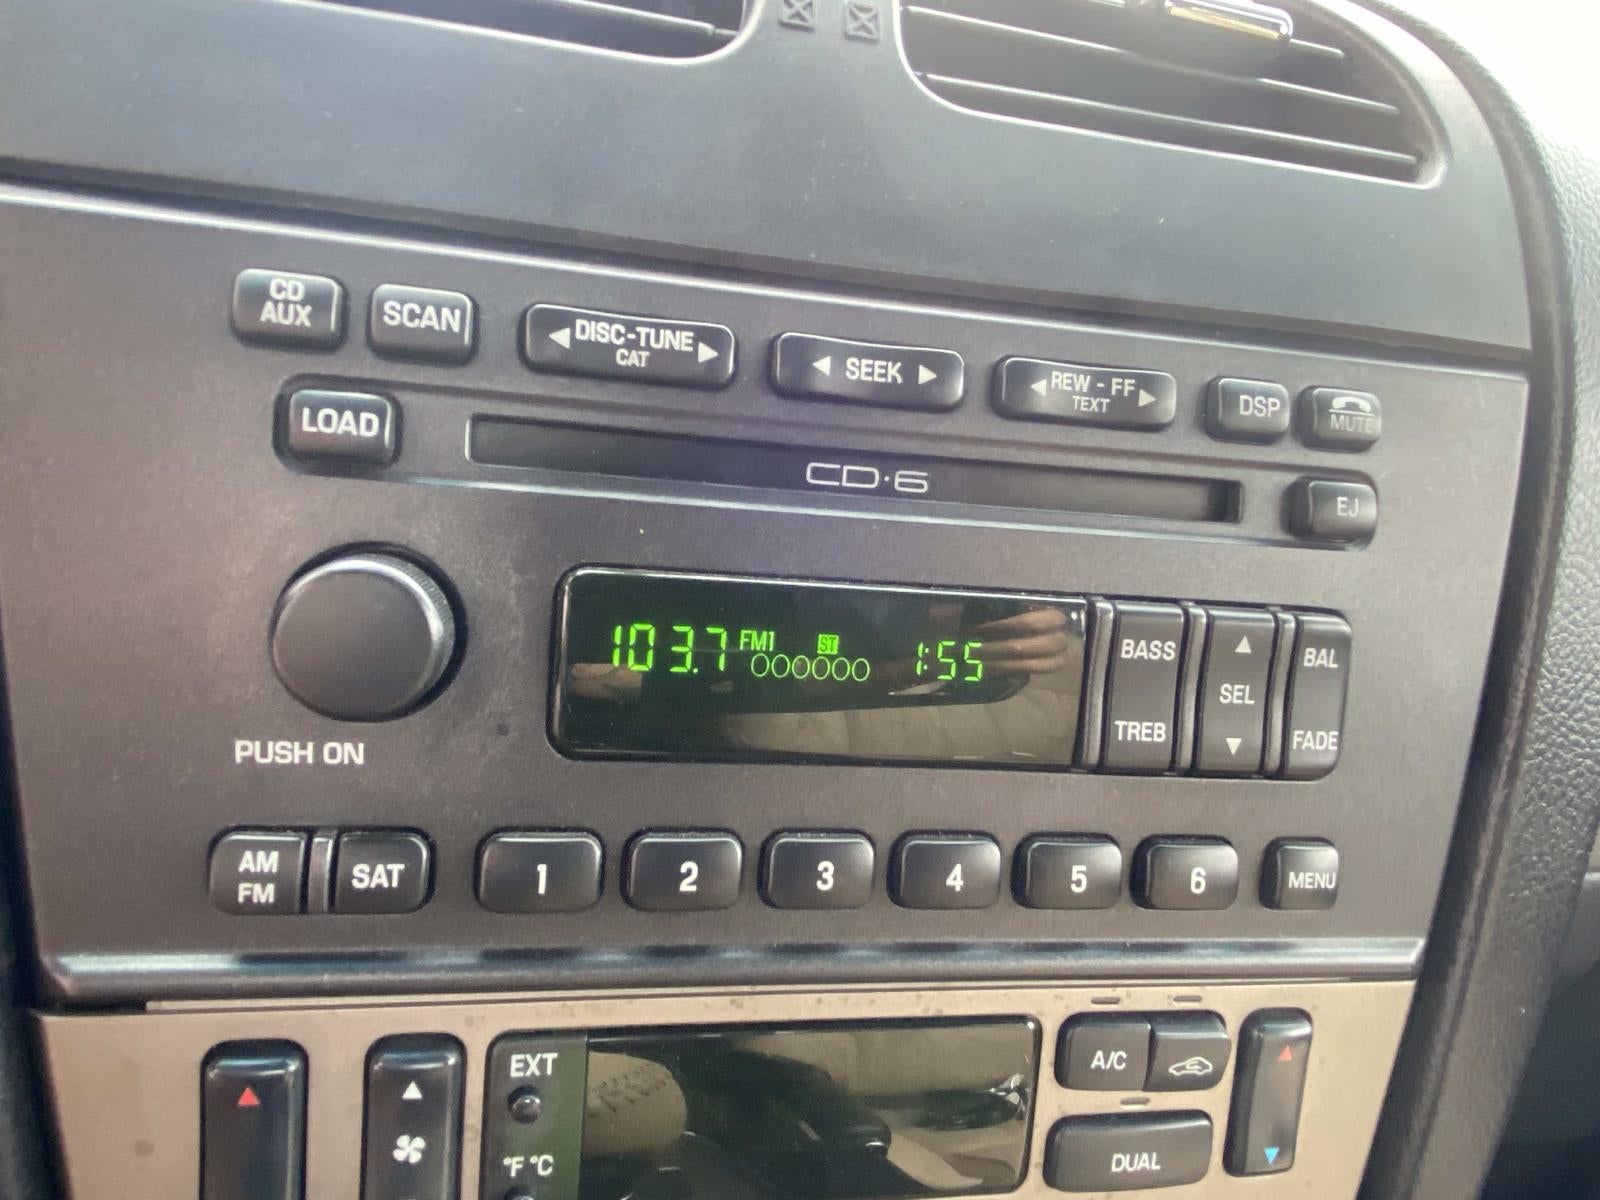 CD
AUX
SCAN
DISC-TUNE
CAT
SEEK
REW - FF
TEXT
DSP
MUTE
LOAD
CD·6
EJ
103.7 FM1 ST 1:55
BASS
TREB
SEL
BAL
FADE
PUSH ON
AM
FM
SAT
1
2
3
4
5
6
MENU
EXT
°F °C
A/C
DUAL